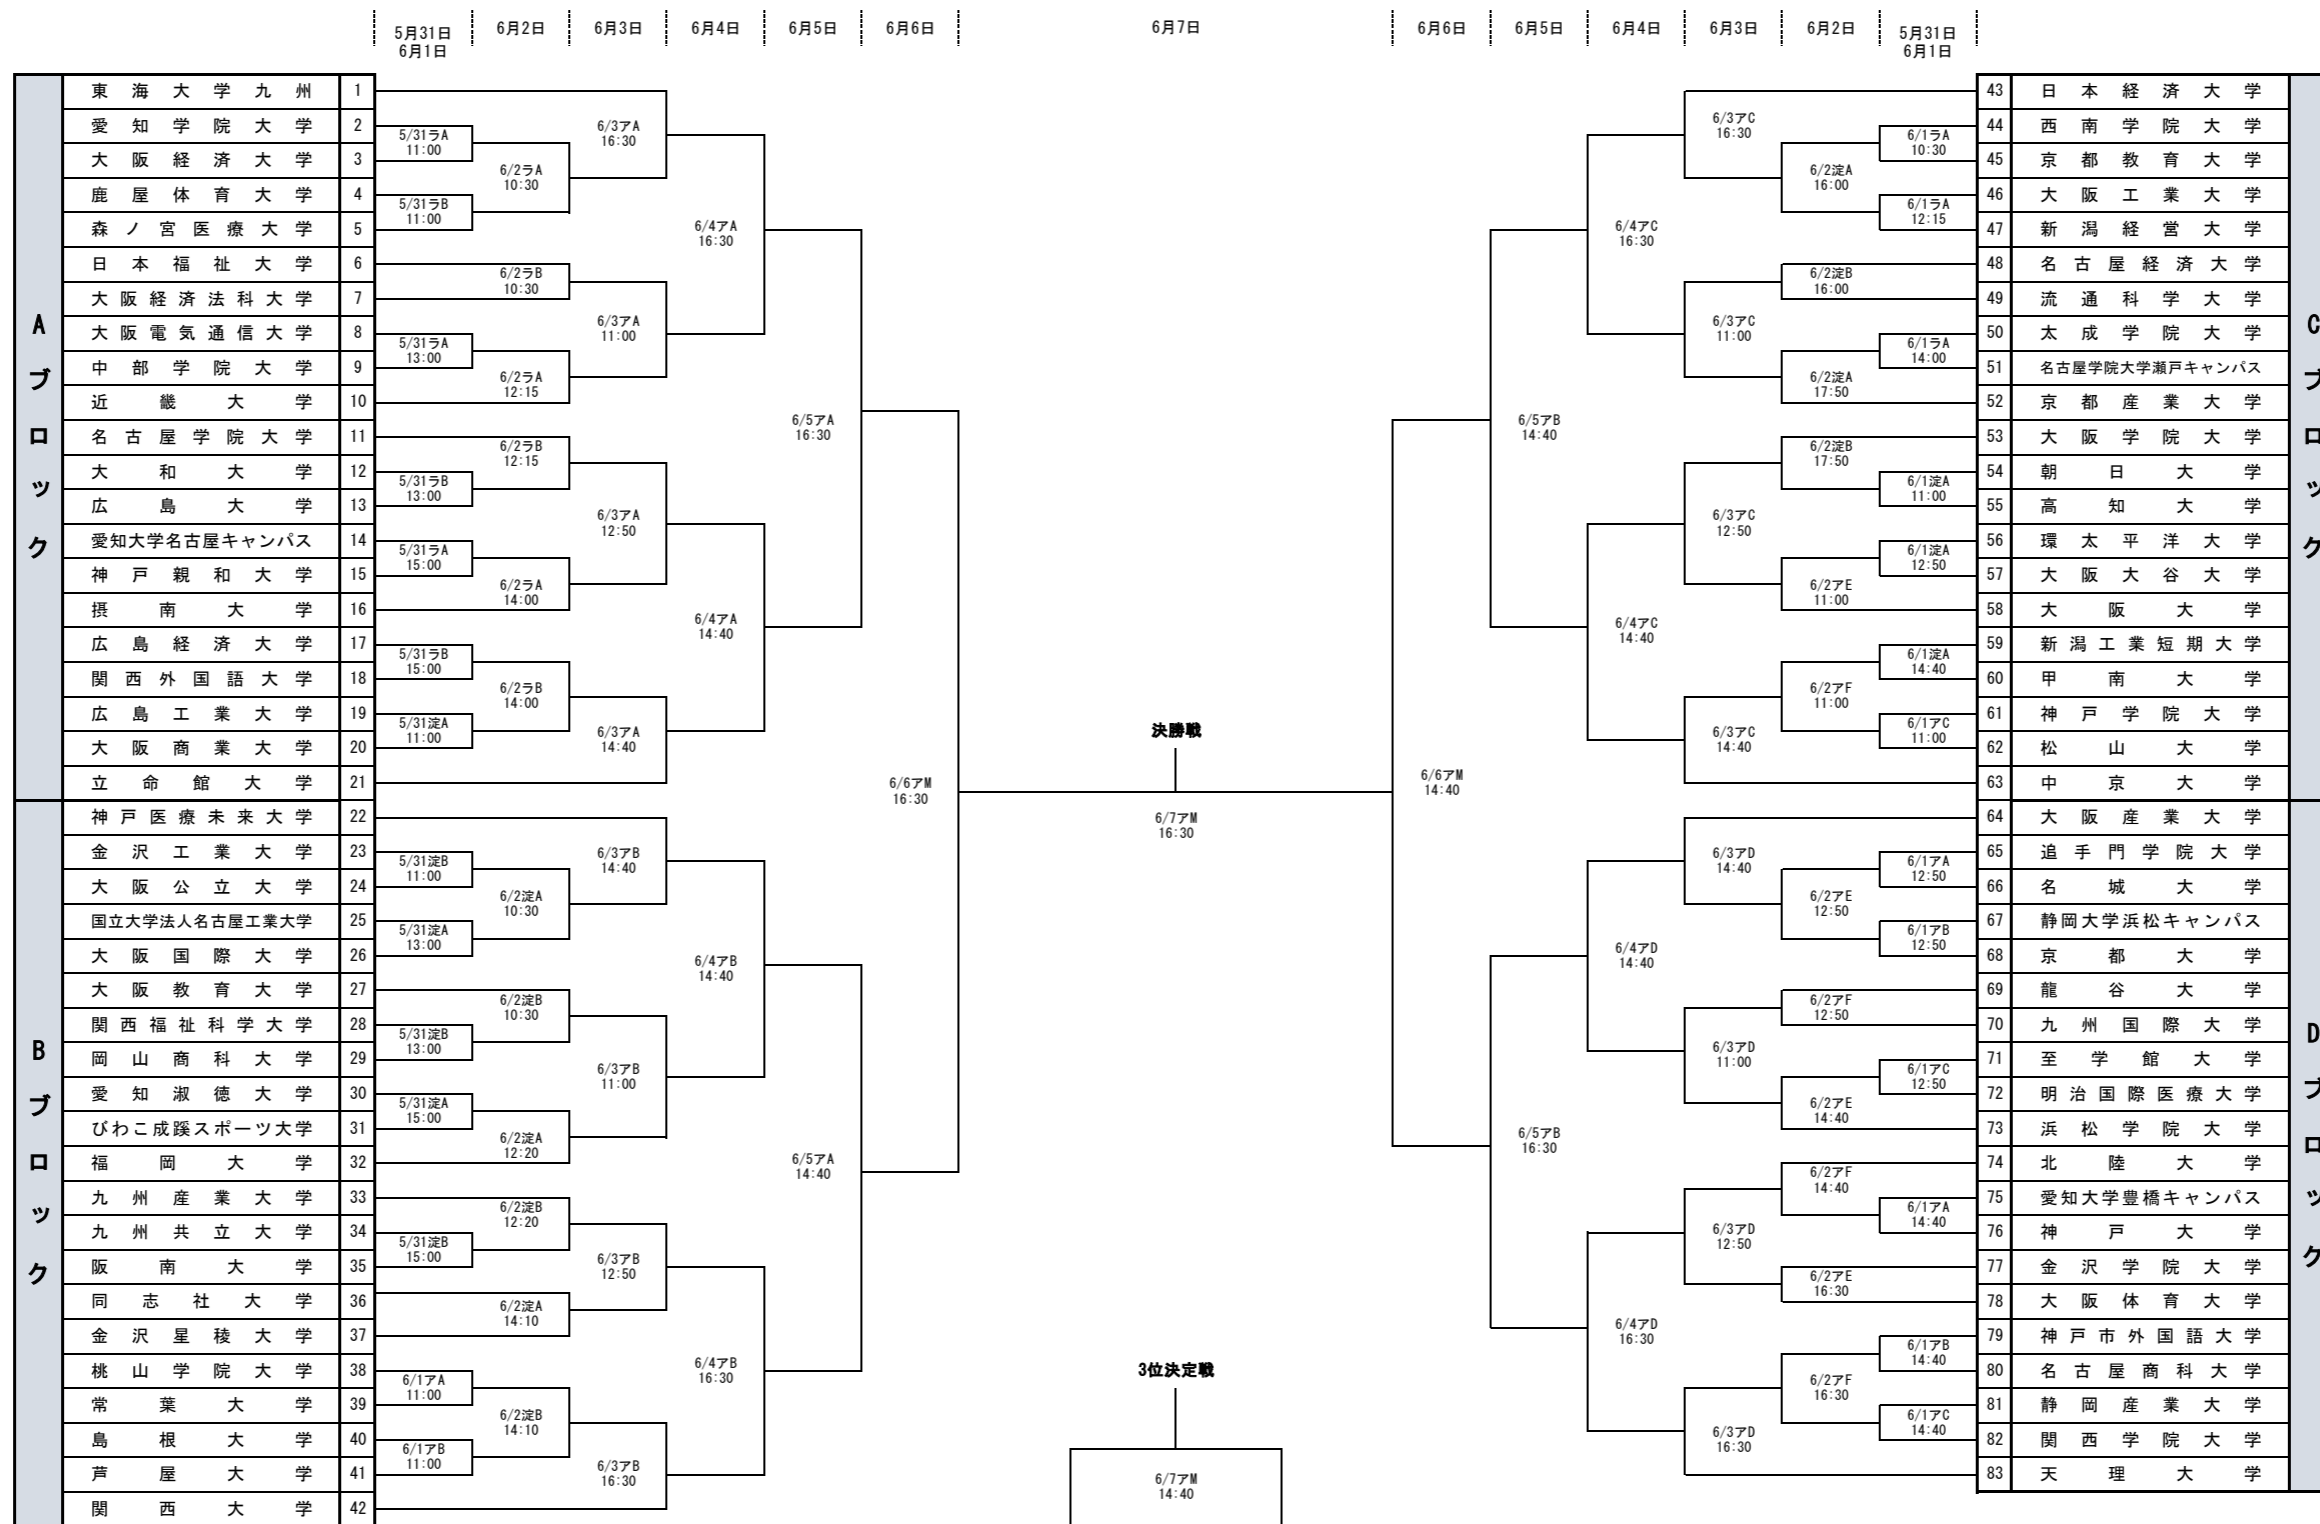 5月31日
6月1日
6月2日
6月3日
6月4日
6月5日
6月6日
6月7日
6月6日
6月5日
6月4日
6月3日
6月2日
5月31日
6月1日
Aブロック
東海大学九州 1
愛知学院大学 2
大阪経済大学 3
鹿屋体育大学 4
森ノ宮医療大学 5
日本福祉大学 6
大阪経済法科大学 7
大阪電気通信大学 8
中部学院大学 9
近畿大学 10
名古屋学院大学 11
大和大学 12
広島大学 13
愛知大学名古屋キャンパス 14
神戸親和大学 15
摂南大学 16
広島経済大学 17
関西外国語大学 18
広島工業大学 19
大阪商業大学 20
立命館大学 21
Bブロック
神戸医療未来大学 22
金沢工業大学 23
大阪公立大学 24
国立大学法人名古屋工業大学 25
大阪国際大学 26
大阪教育大学 27
関西福祉科学大学 28
岡山商科大学 29
愛知淑徳大学 30
びわこ成蹊スポーツ大学 31
福岡大学 32
九州産業大学 33
九州共立大学 34
阪南大学 35
同志社大学 36
金沢星稜大学 37
桃山学院大学 38
常葉大学 39
島根大学 40
芦屋大学 41
関西大学 42
5/31ラA
11:00
5/31ラB
11:00
5/31ラA
13:00
5/31ラB
13:00
5/31ラA
15:00
5/31ラB
15:00
5/31淀A
11:00
5/31淀B
11:00
5/31淀A
13:00
5/31淀B
13:00
5/31淀A
15:00
5/31淀B
15:00
6/1アA
11:00
6/1アB
11:00
6/2ラA
10:30
6/2ラB
10:30
6/2ラA
12:15
6/2ラB
12:15
6/2ラA
14:00
6/2ラB
14:00
6/2淀A
10:30
6/2淀B
10:30
6/2淀A
12:20
6/2淀B
12:20
6/2淀A
14:10
6/2淀B
14:10
6/3アA
16:30
6/3アA
11:00
6/3アA
12:50
6/3アA
14:40
6/3アB
14:40
6/3アB
11:00
6/3アB
12:50
6/3アB
16:30
6/4アA
16:30
6/4アA
14:40
6/4アB
14:40
6/4アB
16:30
6/5アA
16:30
6/5アA
14:40
6/6アM
16:30
決勝戦
6/7アM
16:30
3位決定戦
6/7アM
14:40
6/6アM
14:40
6/5アB
14:40
6/5アB
16:30
6/4アC
16:30
6/4アC
14:40
6/4アD
14:40
6/4アD
16:30
6/3アC
16:30
6/3アC
11:00
6/3アC
12:50
6/3アC
14:40
6/3アD
14:40
6/3アD
11:00
6/3アD
12:50
6/3アD
16:30
6/2淀A
16:00
6/2淀B
16:00
6/2淀A
17:50
6/2淀B
17:50
6/2アE
11:00
6/2アF
11:00
6/2アE
12:50
6/2アF
12:50
6/2アE
14:40
6/2アF
14:40
6/2アE
16:30
6/2アF
16:30
6/1ラA
10:30
6/1ラA
12:15
6/1ラA
14:00
6/1淀A
11:00
6/1淀A
12:50
6/1淀A
14:40
6/1アC
11:00
6/1アA
12:50
6/1アB
12:50
6/1アC
12:50
6/1アA
14:40
6/1アB
14:40
6/1アC
14:40
43 日本経済大学
44 西南学院大学
45 京都教育大学
46 大阪工業大学
47 新潟経営大学
48 名古屋経済大学
49 流通科学大学
50 太成学院大学
51 名古屋学院大学瀬戸キャンパス
52 京都産業大学
53 大阪学院大学
54 朝日大学
55 高知大学
56 環太平洋大学
57 大阪大谷大学
58 大阪大学
59 新潟工業短期大学
60 甲南大学
61 神戸学院大学
62 松山大学
63 中京大学
Cブロック
64 大阪産業大学
65 追手門学院大学
66 名城大学
67 静岡大学浜松キャンパス
68 京都大学
69 龍谷大学
70 九州国際大学
71 至学館大学
72 明治国際医療大学
73 浜松学院大学
74 北陸大学
75 愛知大学豊橋キャンパス
76 神戸大学
77 金沢学院大学
78 大阪体育大学
79 神戸市外国語大学
80 名古屋商科大学
81 静岡産業大学
82 関西学院大学
83 天理大学
Dブロック